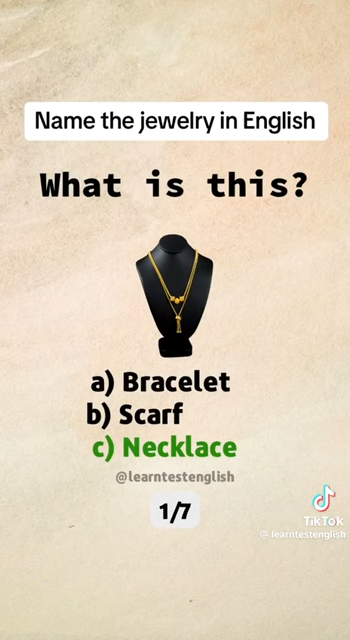 Name the jewelry in English
What is this?
a) Bracelet
b) Scarf
c) Necklace
@learntestenglish
1/7
TikTok
@learntestenglish